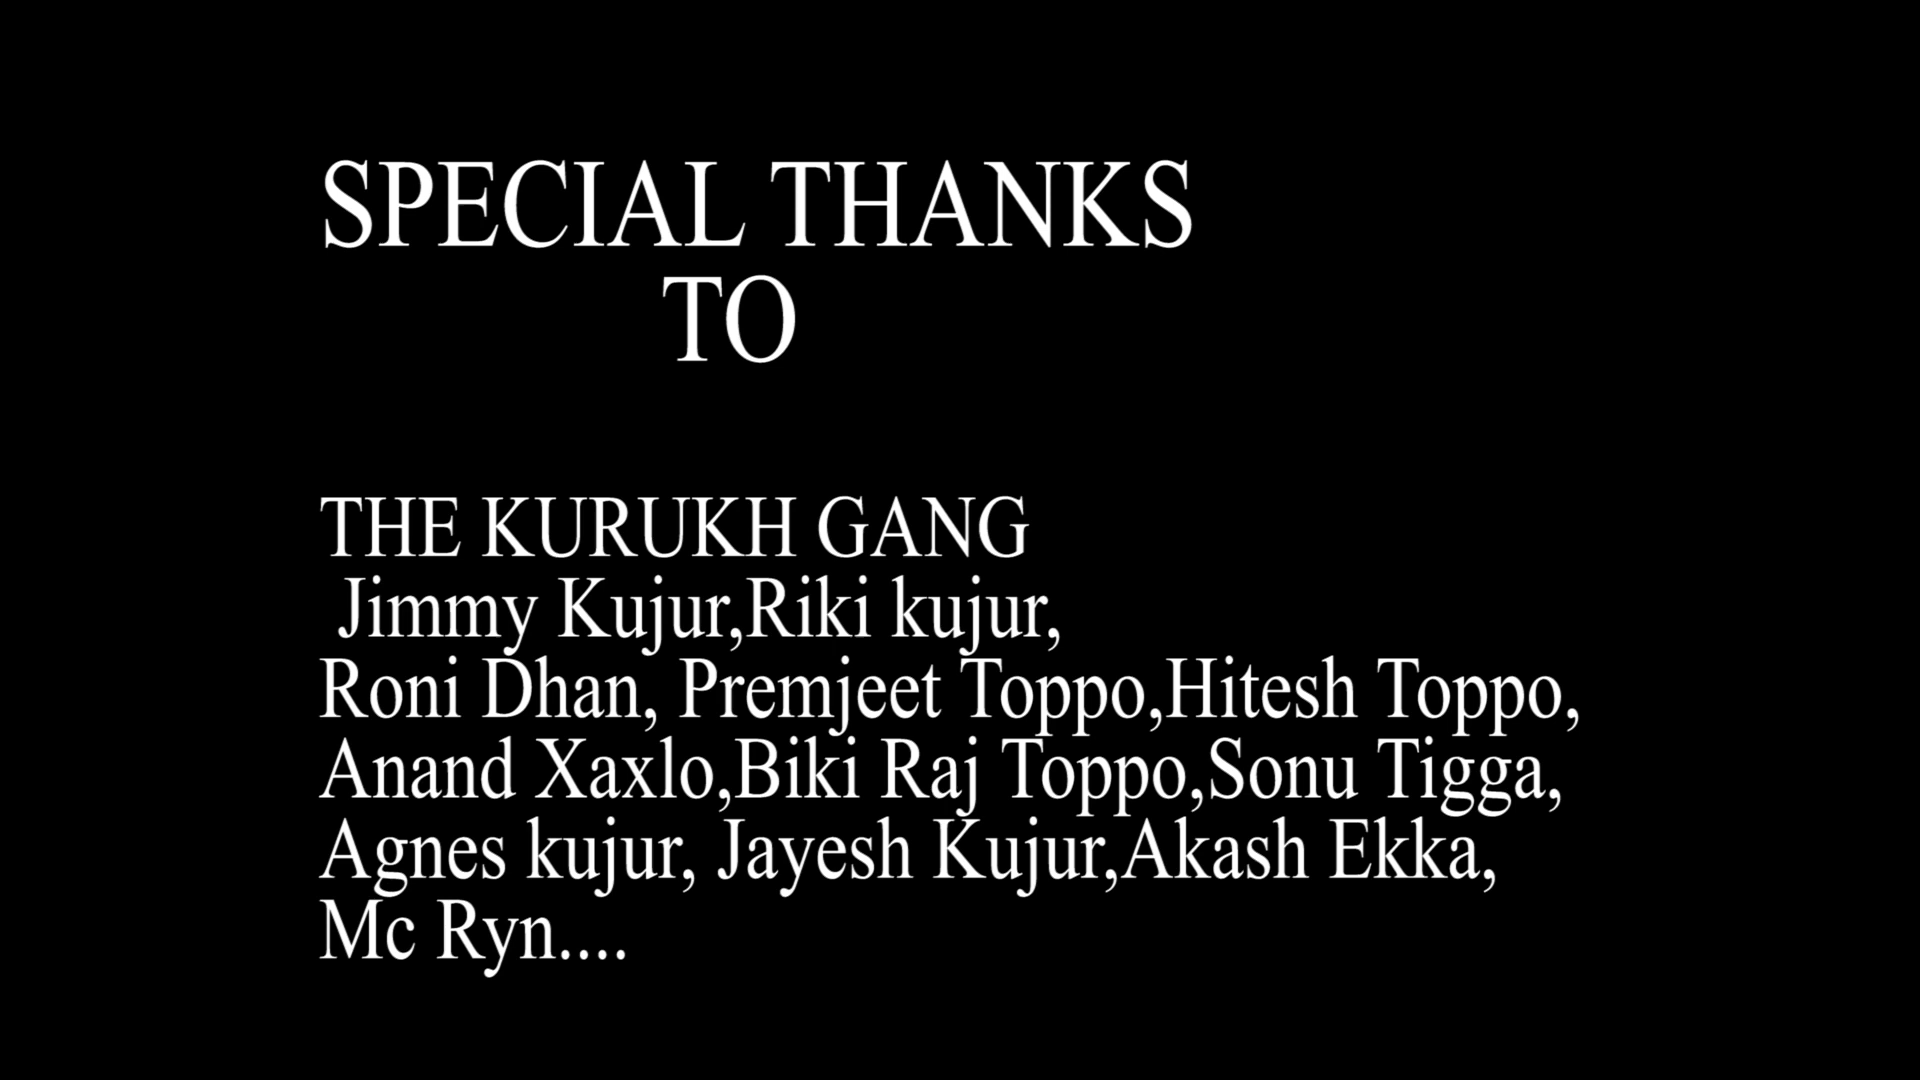 SPECIAL THANKS
TO
THE KURUKH GANG
Jimmy Kujur,Riki kujur,
Roni Dhan, Premjeet Toppo,Hitesh Toppo,
Anand Xaxlo,Biki Raj Toppo,Sonu Tigga,
Agnes kujur, Jayesh Kujur,Akash Ekka,
Mc Ryn....